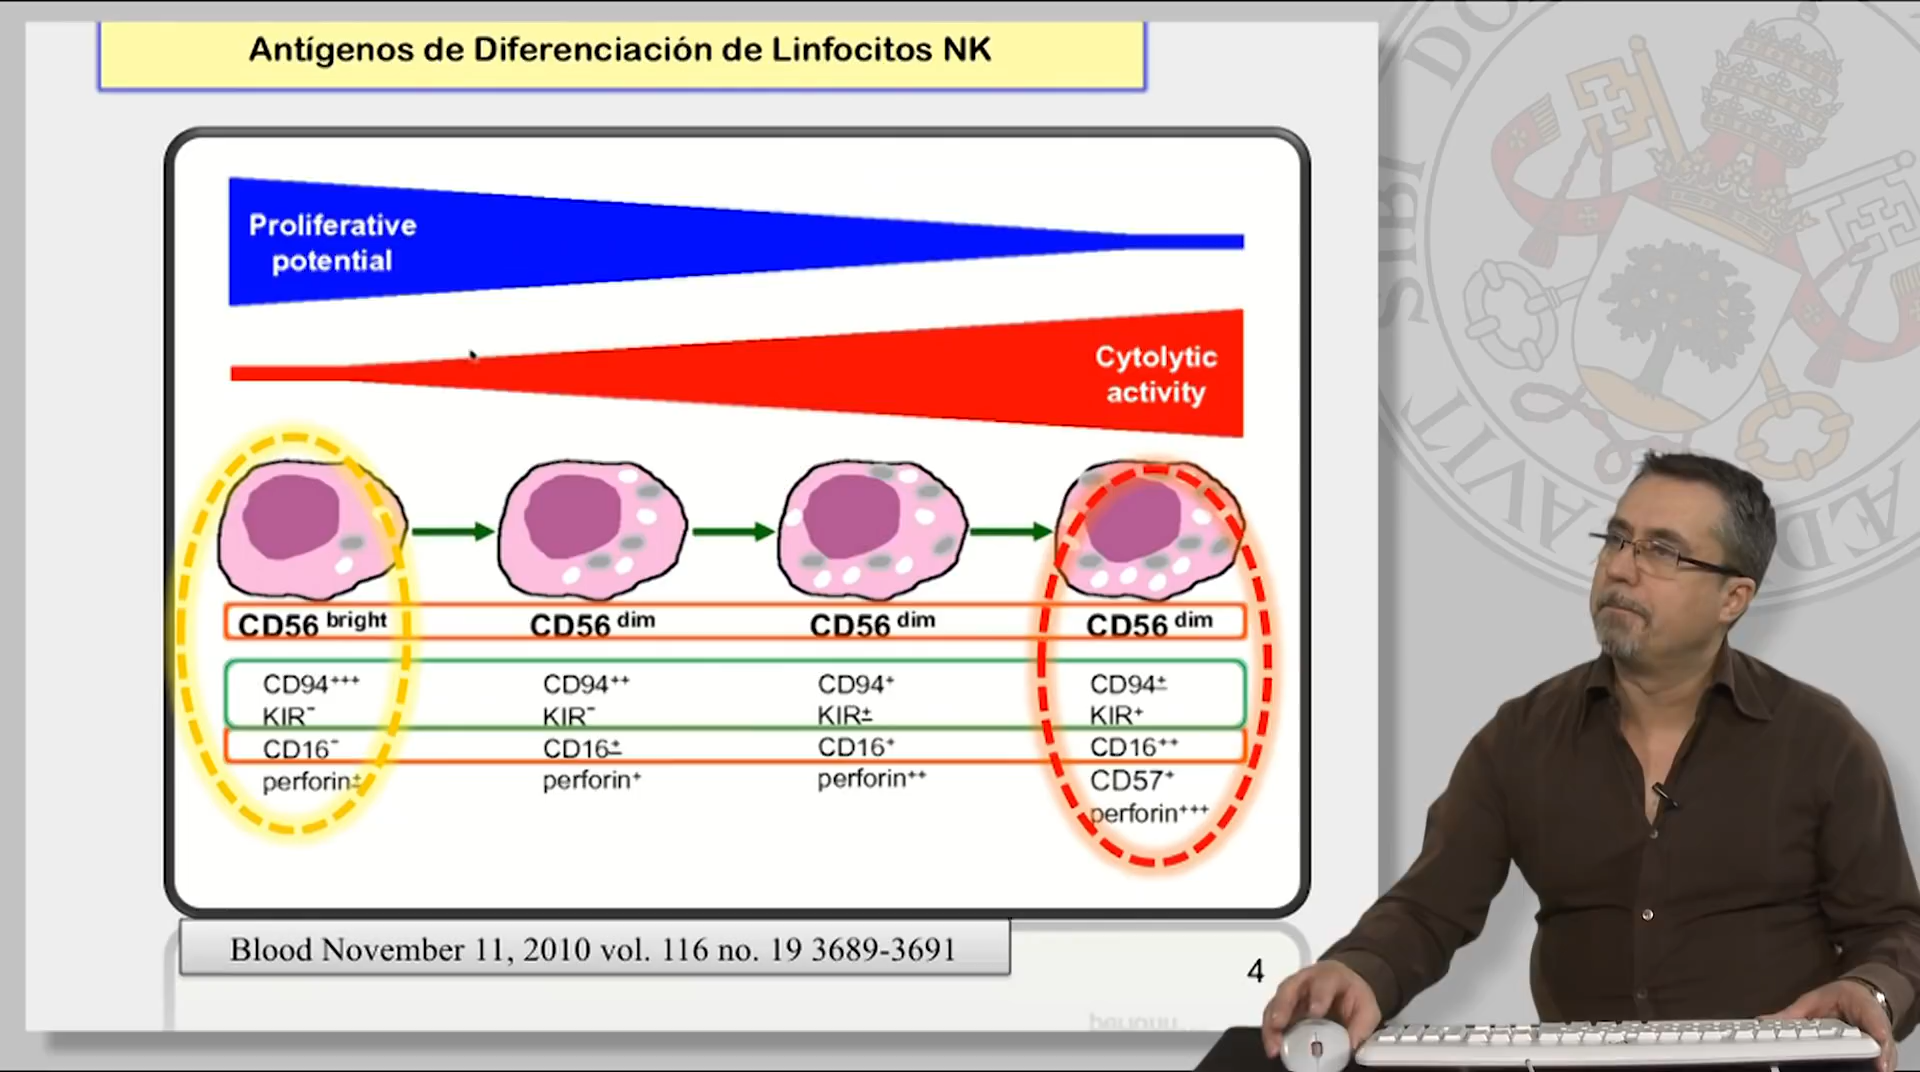 Antígenos de Diferenciación de Linfocitos NK
Proliferative
potential
Cytolytic
activity
CD56 bright
CD56 dim
CD56 dim
CD56 dim
CD94+++
KIR-
CD16-
perforin±
CD94++
KIR-
CD16±
perforin+
CD94+
KIR±
CD16+
perforin++
CD94±
KIR+
CD16++
CD57+
perforin+++
Blood November 11, 2010 vol. 116 no. 19 3689-3691
4